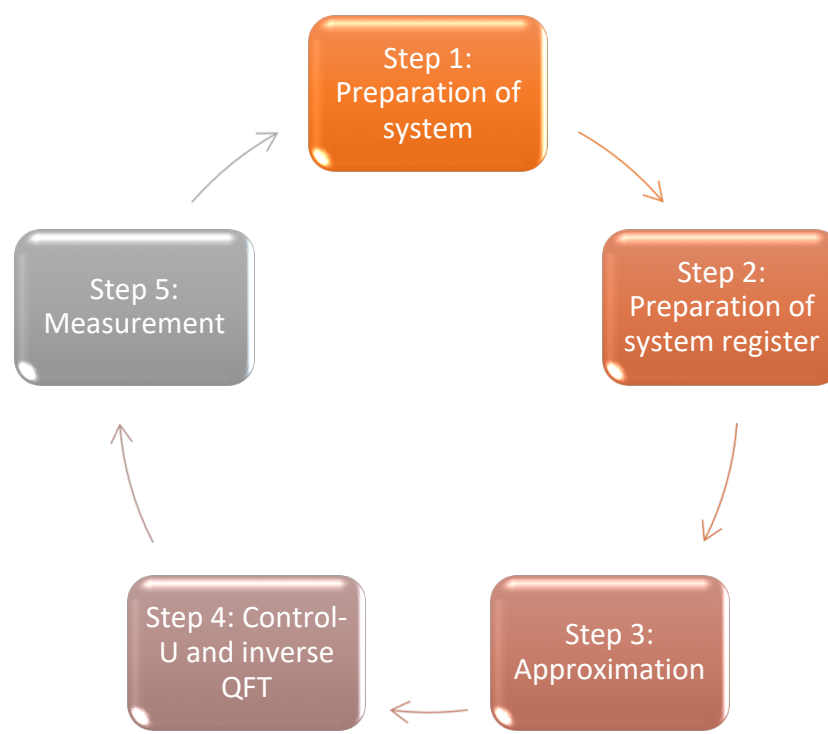 Step 1:
Preparation of
system
Step 2:
Preparation of
system register
Step 3:
Approximation
Step 4: Control-
U and inverse
QFT
Step 5:
Measurement